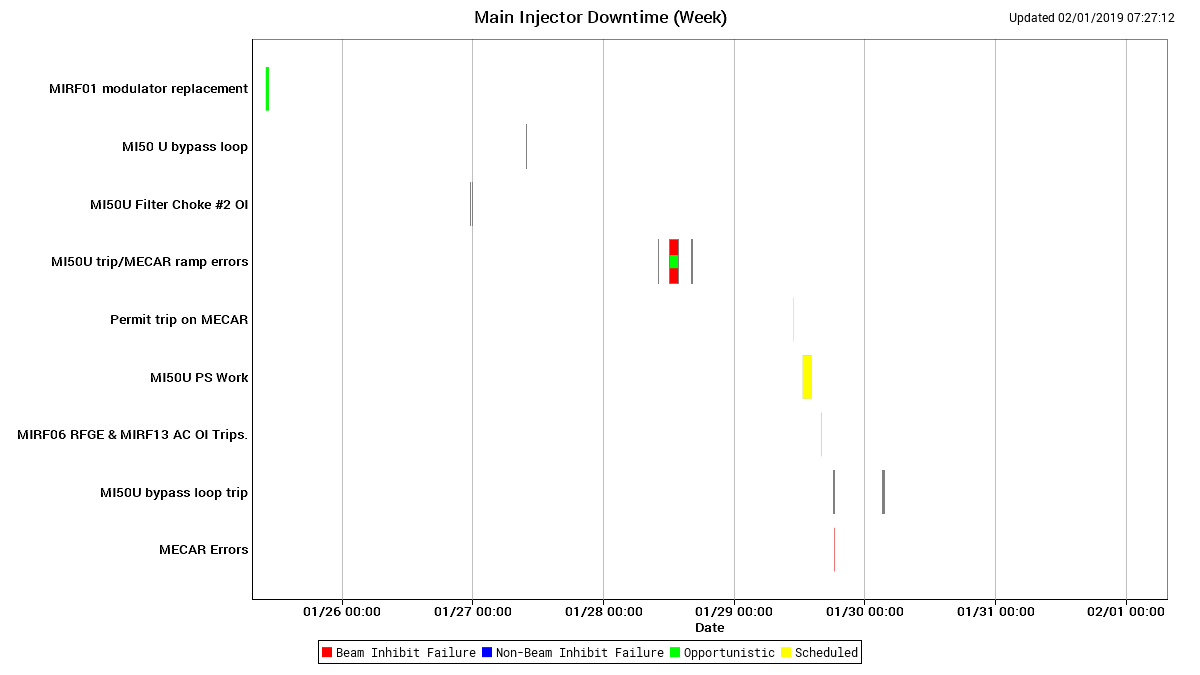 Main Injector Downtime (Week)
Updated 02/01/2019 07:27:12
MIRF01 modulator replacement
MI50 U bypass loop
MI50U Filter Choke #2 OI
MI50U trip/MECAR ramp errors
Permit trip on MECAR
MI50U PS Work
MIRF06 RFGE & MIRF13 AC OI Trips.
MI50U bypass loop trip
MECAR Errors
01/26 00:00 01/27 00:00 01/28 00:00 01/29 00:00 01/30 00:00 01/31 00:00 02/01 00:00
Date
Beam Inhibit Failure Non-Beam Inhibit Failure Opportunistic Scheduled